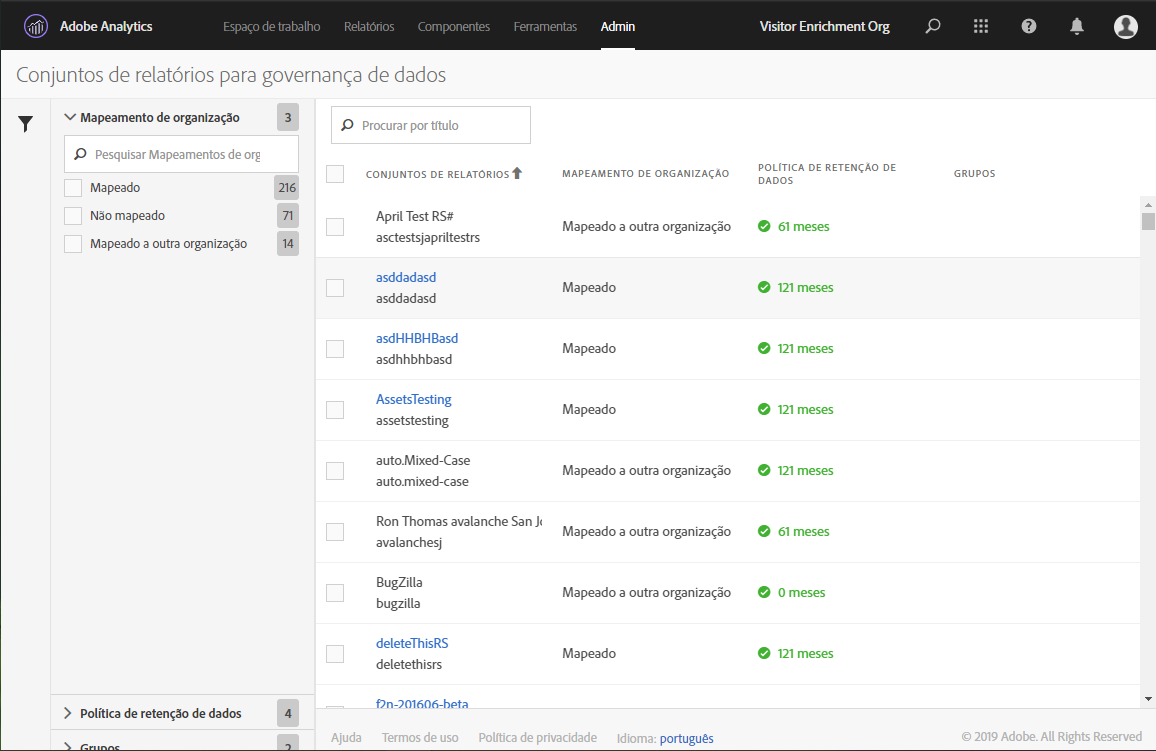 Adobe Analytics
Espaço de trabalho Relatórios Componentes Ferramentas Admin
Visitor Enrichment Org
Conjuntos de relatórios para governança de dados
Mapeamento de organização 3
Pesquisar Mapeamentos de org
Mapeado 216
Não mapeado 71
Mapeado a outra organização 14
Política de retenção de dados 4
Grupos 2
Procurar por título
CONJUNTOS DE RELATÓRIOS MAPEAMENTO DE ORGANIZAÇÃO POLÍTICA DE RETENÇÃO DE DADOS GRUPOS
April Test RS#
asctestsjapriltestrs
Mapeado a outra organização 61 meses
asddadasd
asddadasd
Mapeado 121 meses
asdHHBHBasd
asdhhbhbasd
Mapeado 121 meses
AssetsTesting
assetstesting
Mapeado 121 meses
auto.Mixed-Case
auto.mixed-case
Mapeado a outra organização 121 meses
Ron Thomas avalanche San
avalanchesj
Mapeado a outra organização 61 meses
BugZilla
bugzilla
Mapeado a outra organização 0 meses
deleteThisRS
deletethisrs
Mapeado 121 meses
f2n-201606-beta
Ajuda Termos de uso Política de privacidade Idioma: português
© 2019 Adobe. All Rights Reserved